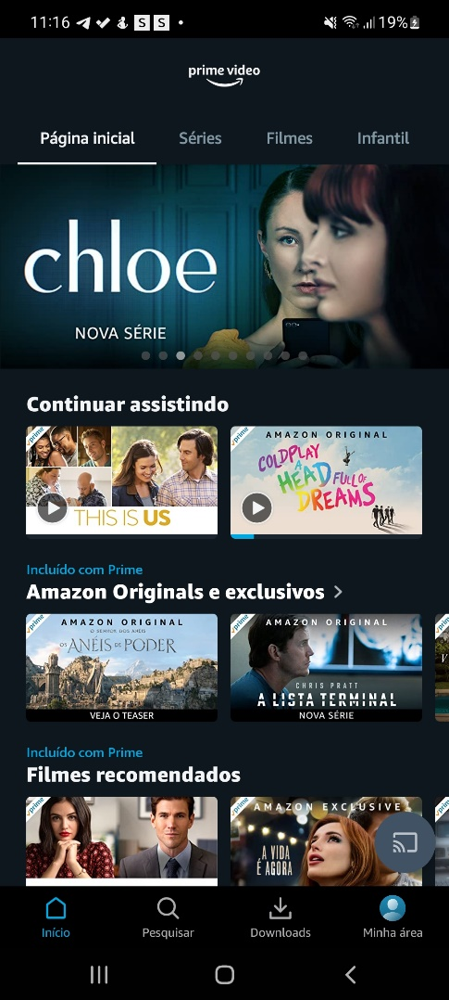 11:16
S S
19%
prime video
Página inicial Séries Filmes Infantil
chloe
NOVA SÉRIE
Continuar assistindo
prime
THIS IS US
prime
AMAZON ORIGINAL
COLDPLAY
A HEAD FULL OF
DREAMS
Incluído com Prime
Amazon Originals e exclusivos
prime
AMAZON ORIGINAL
O SENHOR DOS ANÉIS
OS ANÉIS DE PODER
VEJA O TEASER
prime
AMAZON ORIGINAL
CHRIS PRATT
A LISTA TERMINAL
NOVA SÉRIE
Incluído com Prime
Filmes recomendados
prime
prime
AMAZON EXCLUSIVE
A VIDA
É AGORA
Início Pesquisar Downloads Minha área